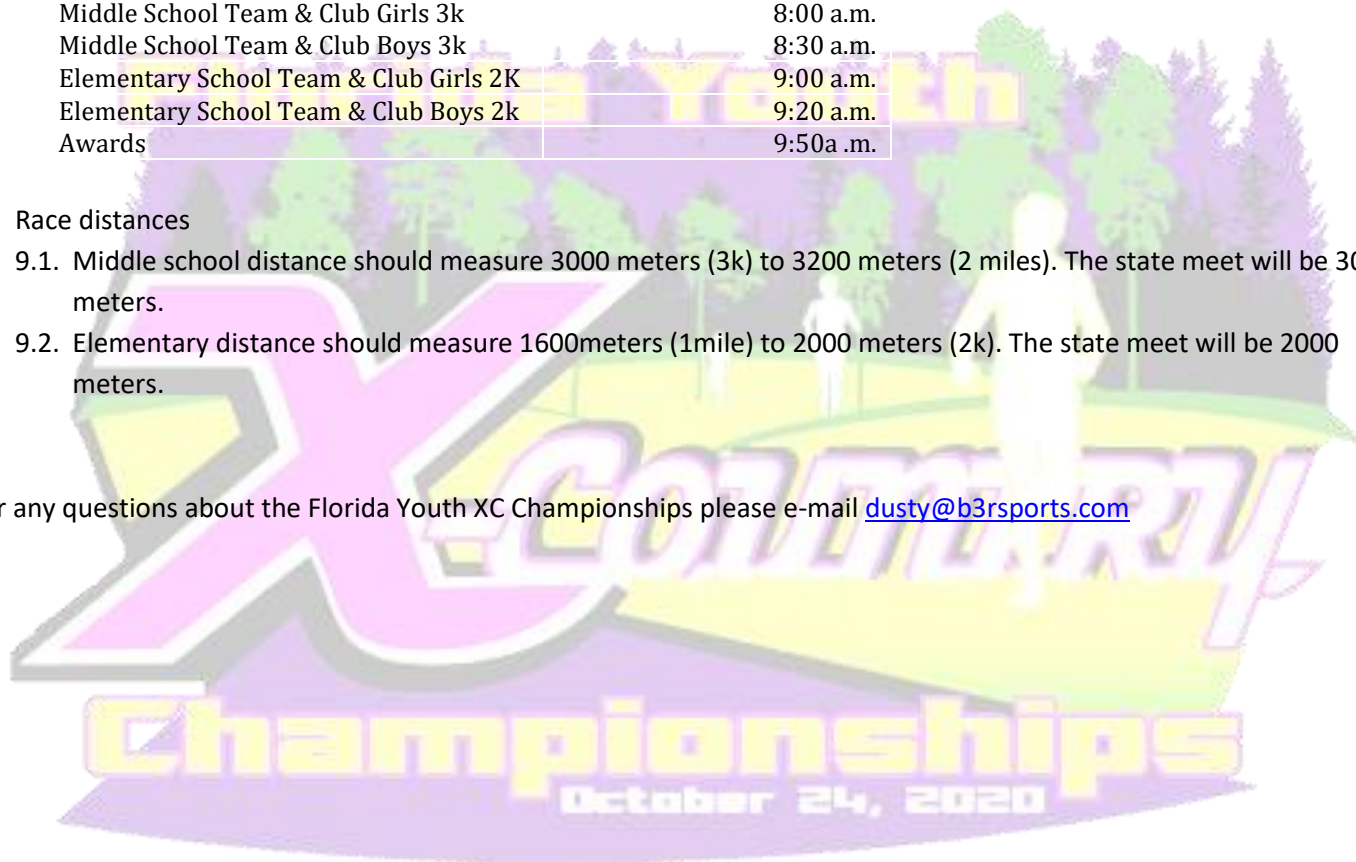 Middle School Team & Club Girls 3k 8:00 a.m.
Middle School Team & Club Boys 3k 8:30 a.m.
Elementary School Team & Club Girls 2K 9:00 a.m.
Elementary School Team & Club Boys 2k 9:20 a.m.
Awards 9:50a .m.
Florida Youth
Race distances
9.1. Middle school distance should measure 3000 meters (3k) to 3200 meters (2 miles). The state meet will be
meters.
9.2. Elementary distance should measure 1600meters (1mile) to 2000 meters (2k). The state meet will be 2000
meters.
any questions about the Florida Youth XC Championships please e-mail dusty@b3rsports.com
X-Country
Championships
October 24, 2020